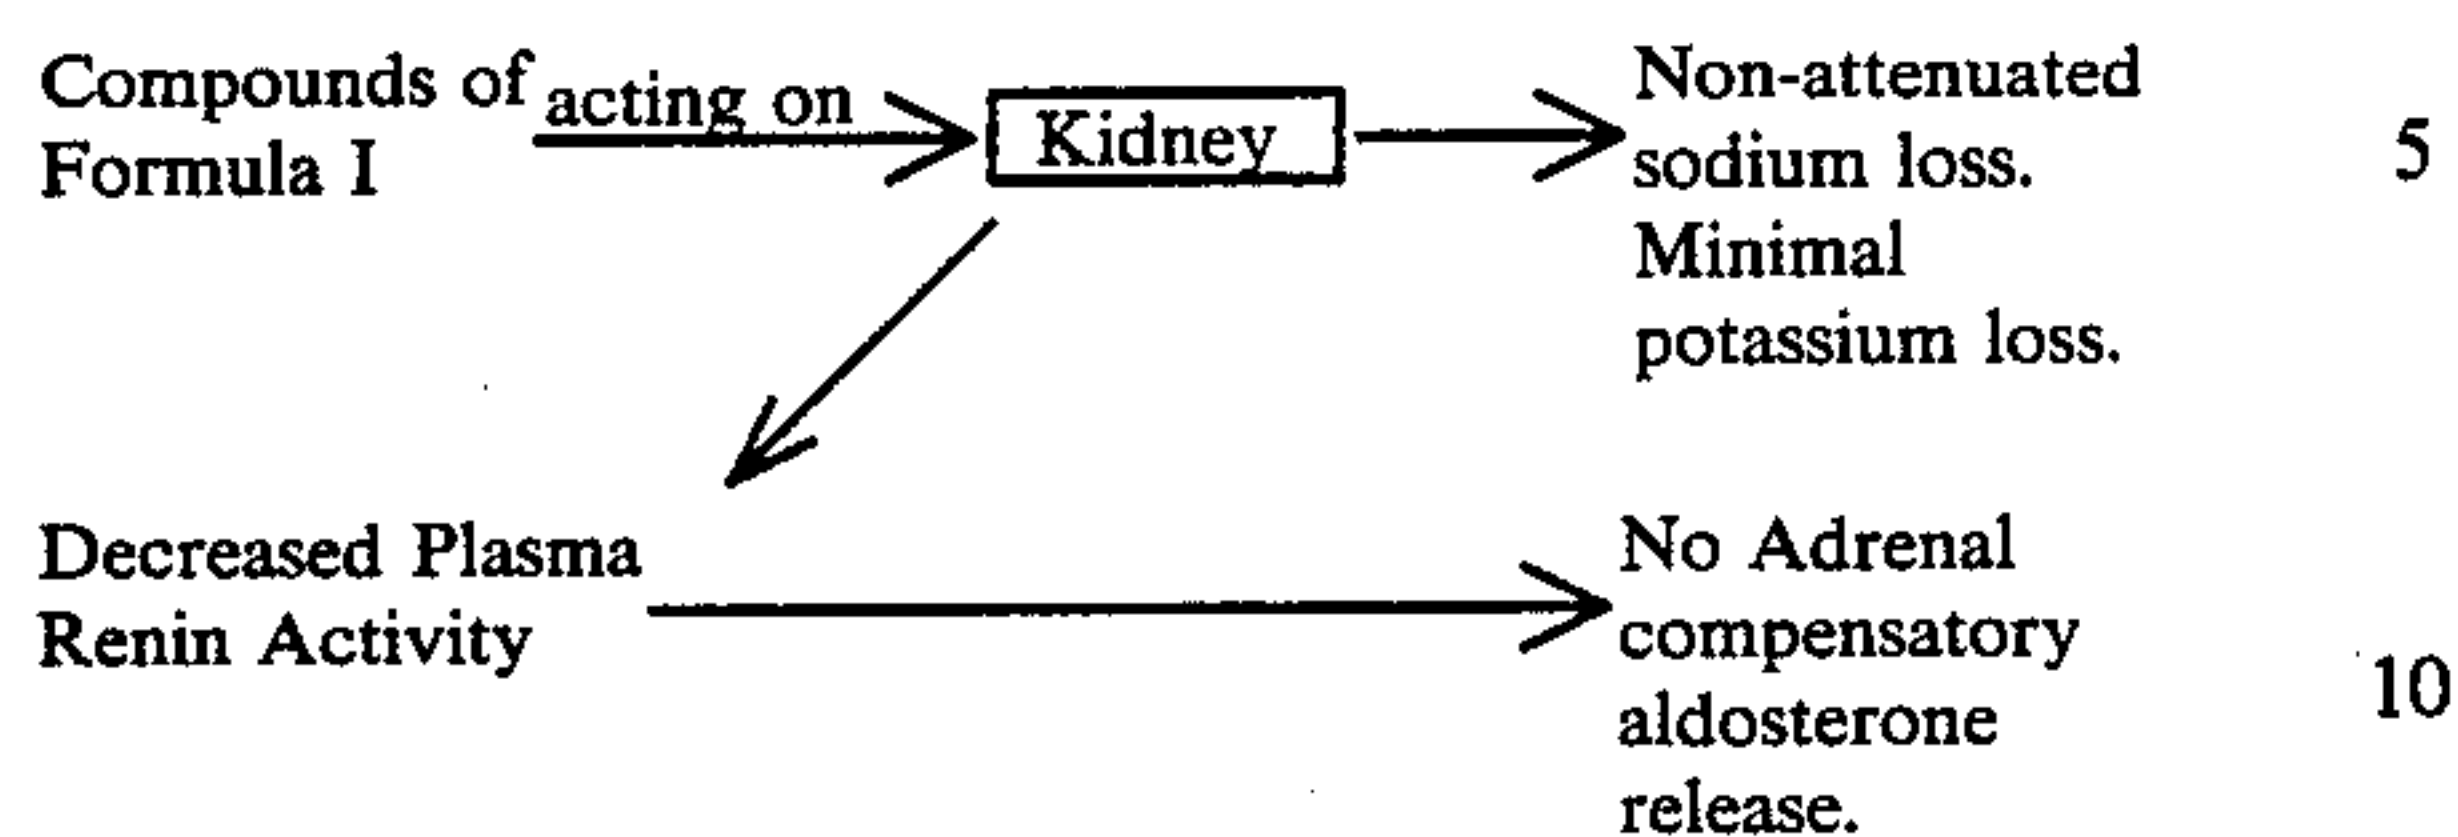 Compounds of acting on Kidney Non-attenuated
Formula I sodium loss. 5
Minimal
potassium loss.
Decreased Plasma No Adrenal
Renin Activity compensatory
aldosterone 10
release.